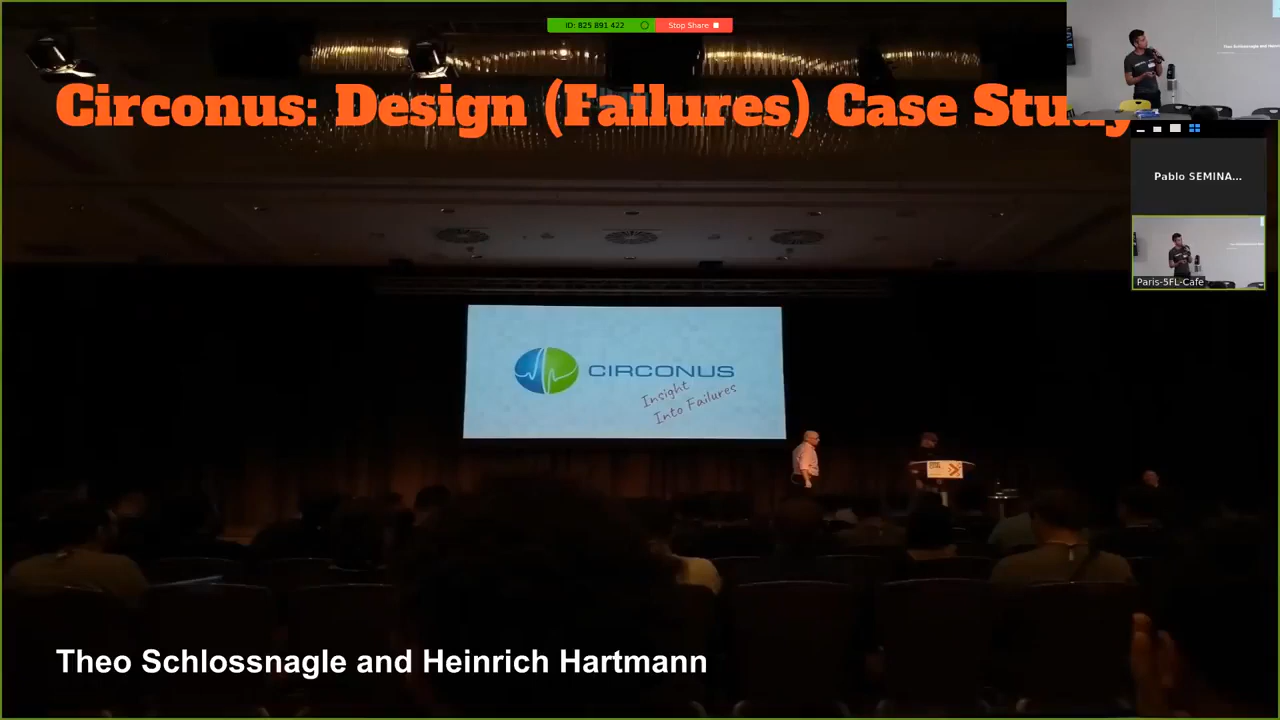 ID: 825 891 422
Stop Share
Circonus: Design (Failures) Case Study
Pablo SEMINA...
Paris-5FL-Cafe
CIRCONUS
Insight
Into Failures
Theo Schlossnagle and Heinrich Hartmann